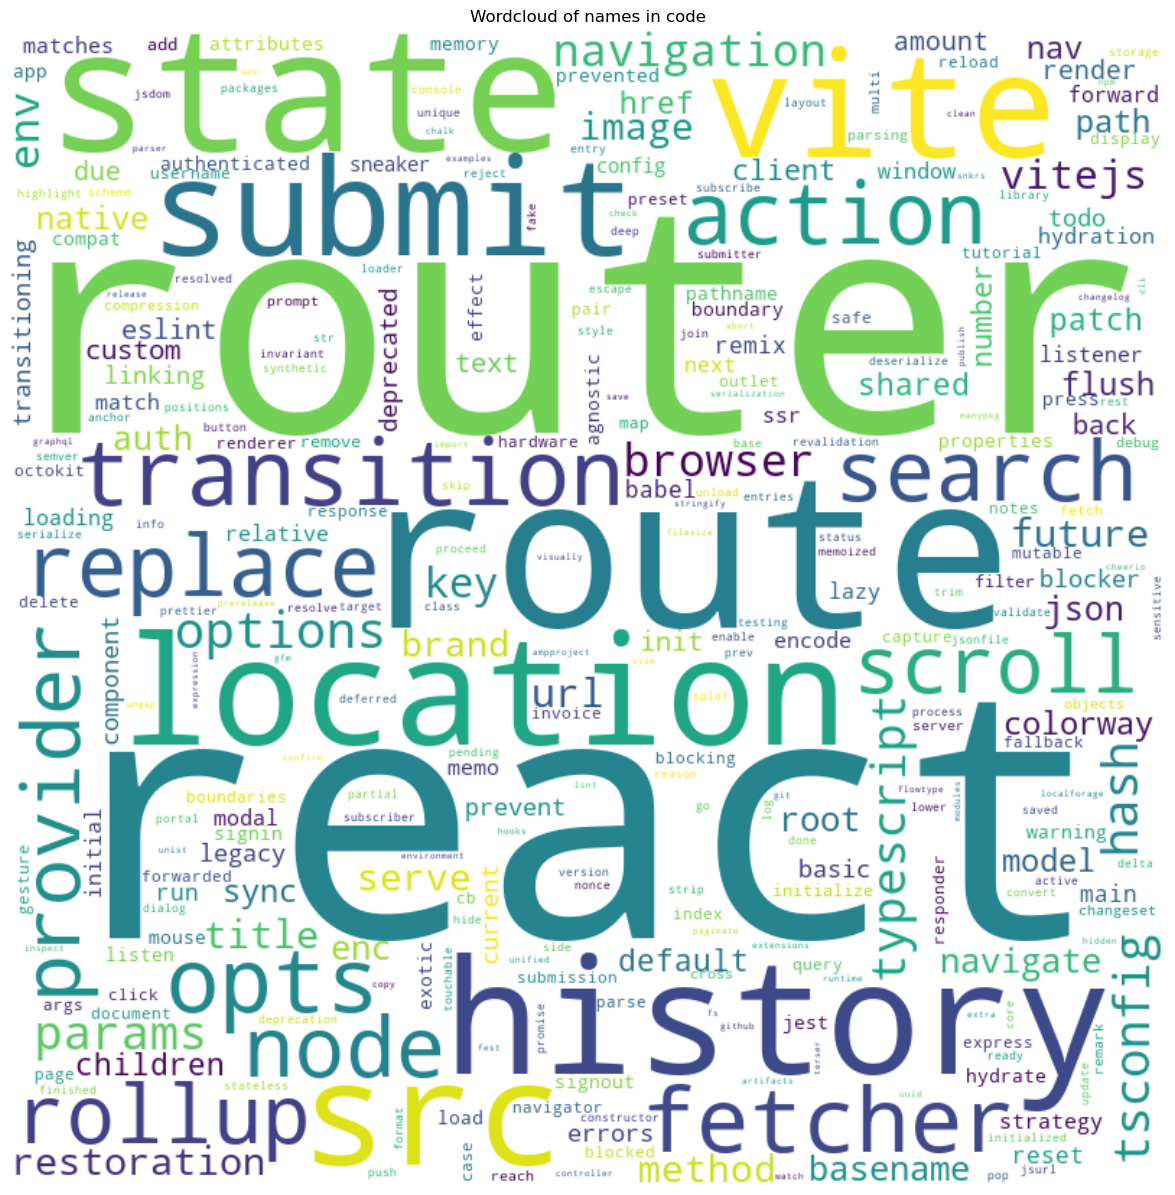 Wordcloud of names in code
matches add attributes memory navigation amount nav storage
app state web prevented vite reload render
jsdom packages console href layout multi forward npm
env unique image clean path
parser chalk entry parsing display
due authenticated sneaker examples config client window snkrs vitejs
highlight scheme username submit reject preset subscribe library
native fake check action todo
compat deep submitter hydration
transitioning router resolved loader effect escape pathname tutorial cli
release prompt deprecated pair boundary safe number changelog
compression style abort patch
eslint str invariant text join remix publish listener
custom synthetic agnostic next deserialize
linking outlet shared flush
match positions save serialization press rest
anchor button map ssr manypkg back
graphql auth renderer remove hardware base revalidation properties debug
semver import
octokit transition browser search
skip babel unload entries
loading info response route stringify notes fetch
serialize relative filesize status future
replace proceed visually memoized mutable
key trim cheerio
delete prettier prerelease resolve target class lazy filter blocker
validate json sensitive
component options brand init testing encode capture jsonfile
gfm ampproject enable prev
provider expression location size scroll
ungap deferred url splat objects
invoice process typescript colorway
react pending server fallback
confirm memo blocking hash
boundaries partial reason flowtype localforage
initial portal modal subscriber lint go git lower modules saved
signin prevent log root warning
unist legacy hooks done model delta
environment basic active
gesture forwarded version convert
run sync serve nonce strip initialize main
dialog current cb index responder changeset
mouse title hide paginate
inspect listen enc side extensions hidden
exotic touchable unified default cross query navigate tsconfig
opts copy history submission runtime
args click parse
document fs core
params deprecation promise github extra remark
node jest express
children terser ready
page fest hydrate update
finished stateless signout artifacts
rollup src format load navigator fetcher uuid strategy
constructor errors initialized
case blocked reset
restoration push reach controller method watch basename pop jsurl